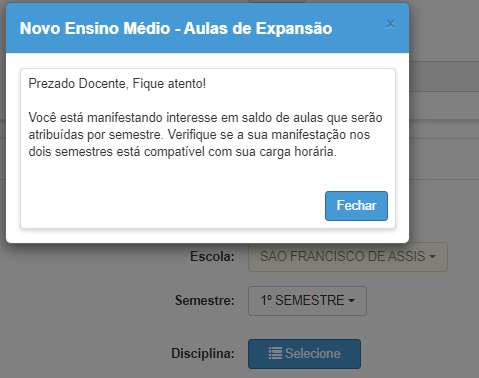 Novo Ensino Médio - Aulas de Expansão
×
Prezado Docente, Fique atento!
Você está manifestando interesse em saldo de aulas que serão
atribuídas por semestre. Verifique se a sua manifestação nos
dois semestres está compatível com sua carga horária.
Fechar
Escola: SAO FRANCISCO DE ASSIS
Semestre: 1º SEMESTRE
Disciplina: Selecione